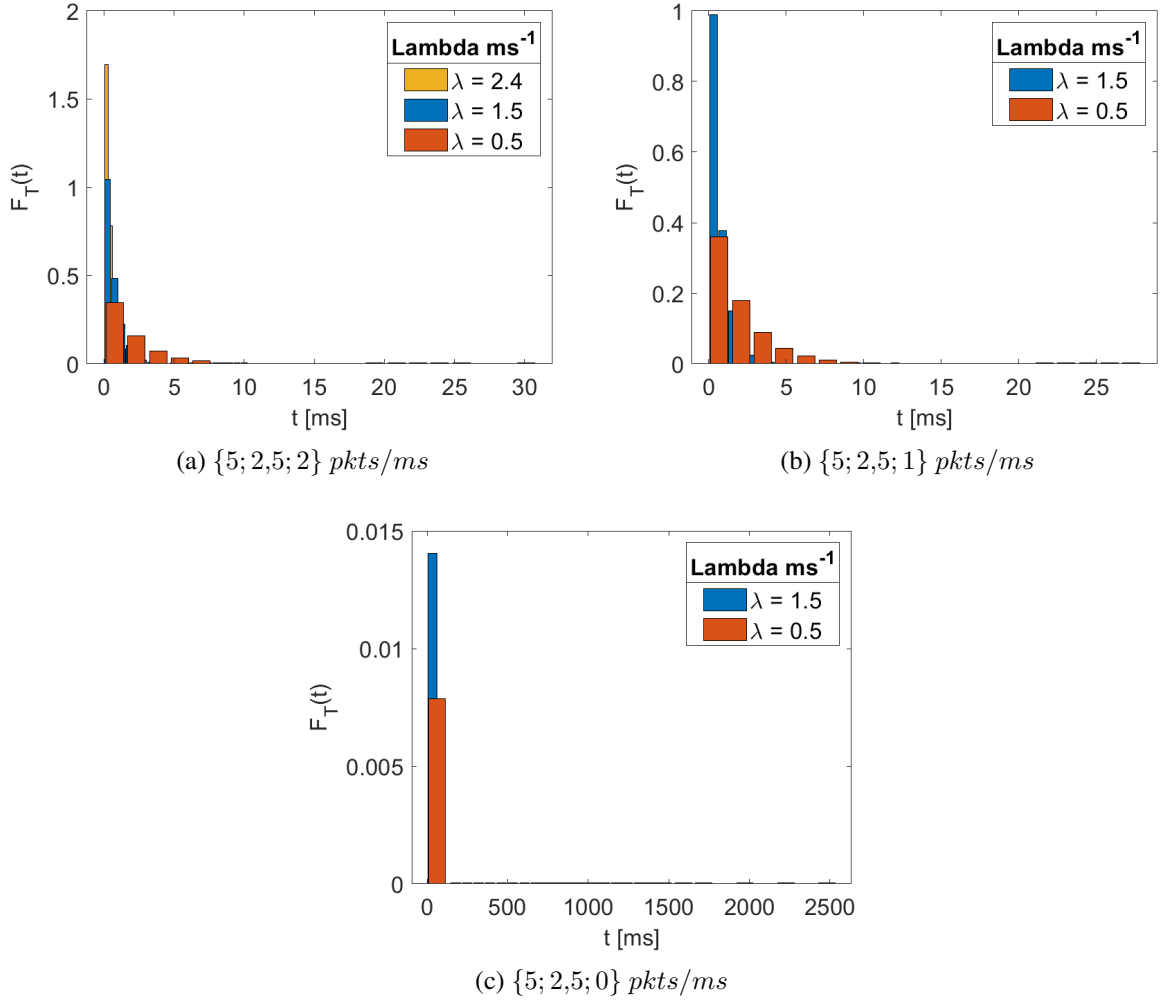 2
1.5
1
0.5
0
F_T(t)
Lambda ms^-1
λ = 2.4
λ = 1.5
λ = 0.5
0 5 10 15 20 25 30
t [ms]
(a) {5; 2,5; 2} pkts/ms
1
0.8
0.6
0.4
0.2
0
F_T(t)
Lambda ms^-1
λ = 1.5
λ = 0.5
0 5 10 15 20 25
t [ms]
(b) {5; 2,5; 1} pkts/ms
0.015
0.01
0.005
0
F_T(t)
Lambda ms^-1
λ = 1.5
λ = 0.5
0 500 1000 1500 2000 2500
t [ms]
(c) {5; 2,5; 0} pkts/ms